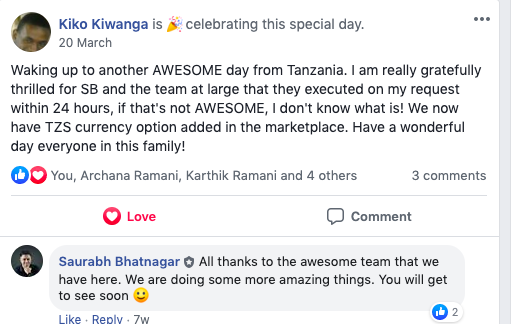 Kiko Kiwanga is 🎉 celebrating this special day.
20 March
Waking up to another AWESOME day from Tanzania. I am really gratefully
thrilled for SB and the team at large that they executed on my request
within 24 hours, if that's not AWESOME, I don't know what is! We now
have TZS currency option added in the marketplace. Have a wonderful
day everyone in this family!
You, Archana Ramani, Karthik Ramani and 4 others 3 comments
Love Comment
Saurabh Bhatnagar All thanks to the awesome team that we
have here. We are doing some more amazing things. You will get
to see soon 😀
2
Like · Reply · 7w